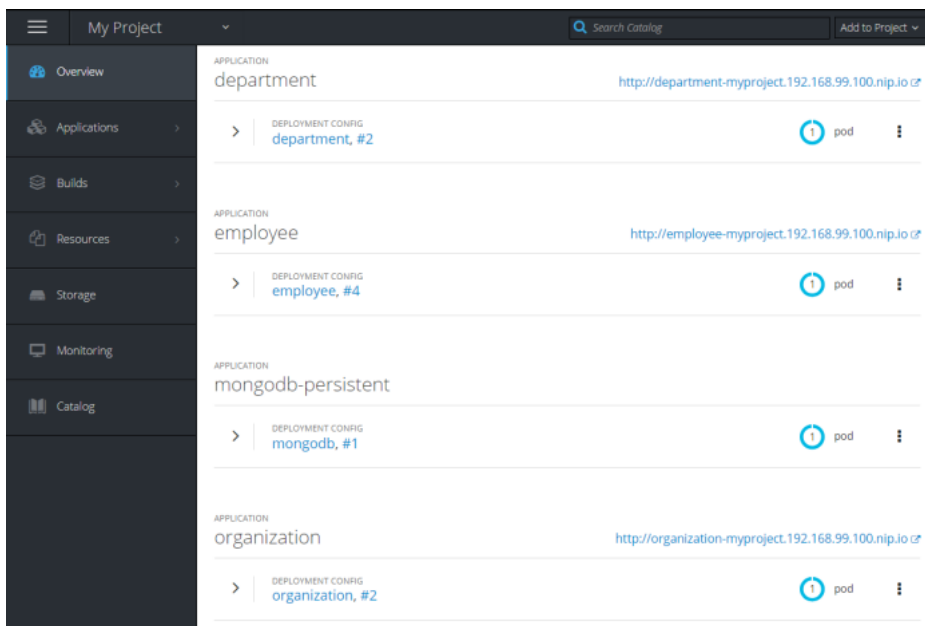 My Project
Search Catalog
Add to Project
Overview
Applications
Builds
Resources
Storage
Monitoring
Catalog
APPLICATION
department
http://department-myproject.192.168.99.100.nip.io
DEPLOYMENT CONFIG
department, #2
1 pod
APPLICATION
employee
http://employee-myproject.192.168.99.100.nip.io
DEPLOYMENT CONFIG
employee, #4
1 pod
APPLICATION
mongodb-persistent
DEPLOYMENT CONFIG
mongodb, #1
1 pod
APPLICATION
organization
http://organization-myproject.192.168.99.100.nip.io
DEPLOYMENT CONFIG
organization, #2
1 pod